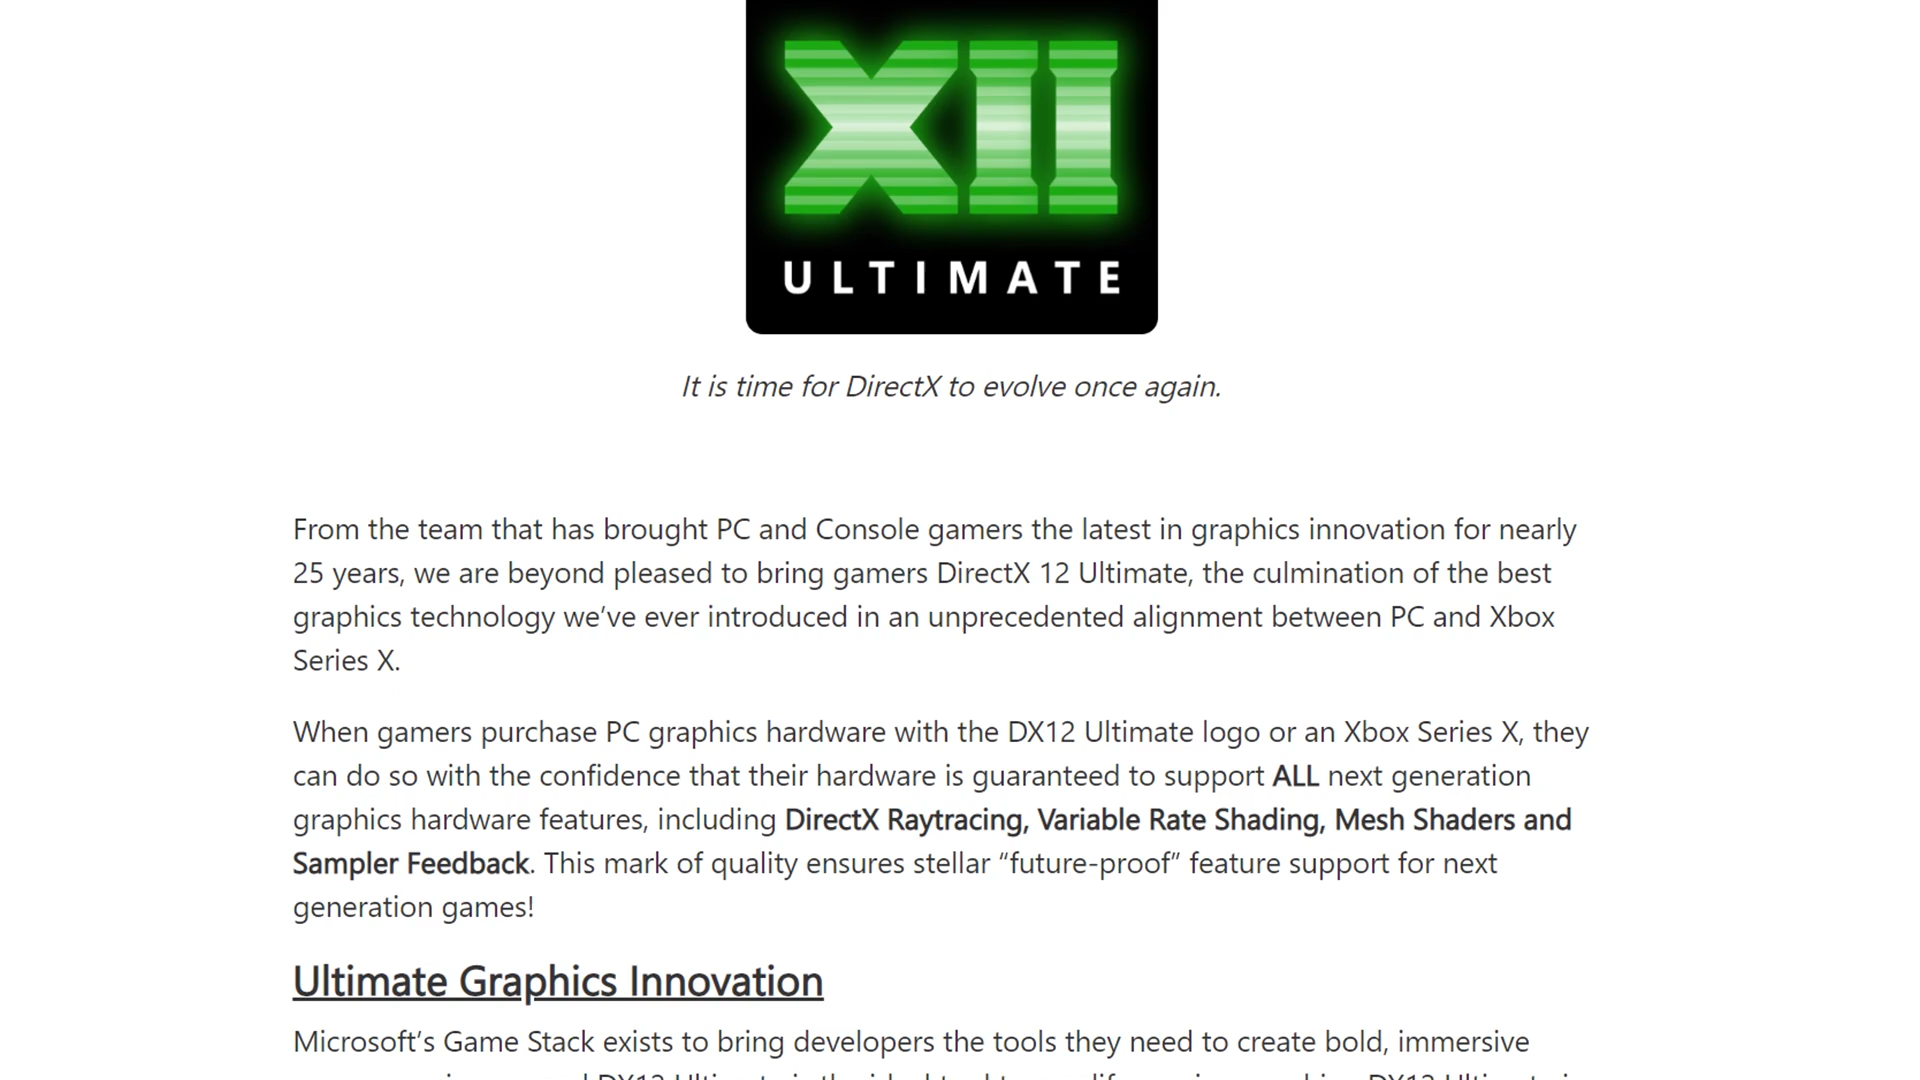 XII
ULTIMATE
It is time for DirectX to evolve once again.
From the team that has brought PC and Console gamers the latest in graphics innovation for nearly
25 years, we are beyond pleased to bring gamers DirectX 12 Ultimate, the culmination of the best
graphics technology we’ve ever introduced in an unprecedented alignment between PC and Xbox
Series X.
When gamers purchase PC graphics hardware with the DX12 Ultimate logo or an Xbox Series X, they
can do so with the confidence that their hardware is guaranteed to support ALL next generation
graphics hardware features, including DirectX Raytracing, Variable Rate Shading, Mesh Shaders and
Sampler Feedback. This mark of quality ensures stellar “future-proof” feature support for next
generation games!
Ultimate Graphics Innovation
Microsoft’s Game Stack exists to bring developers the tools they need to create bold, immersive